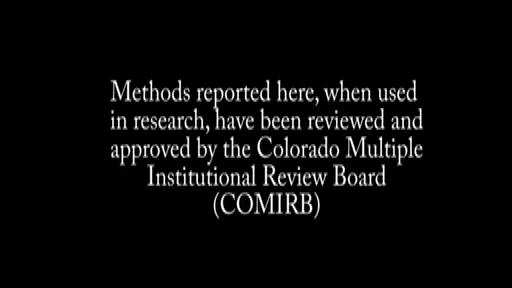 Methods reported here, when used
in research, have been reviewed and
approved by the Colorado Multiple
Institutional Review Board
(COMIRB)